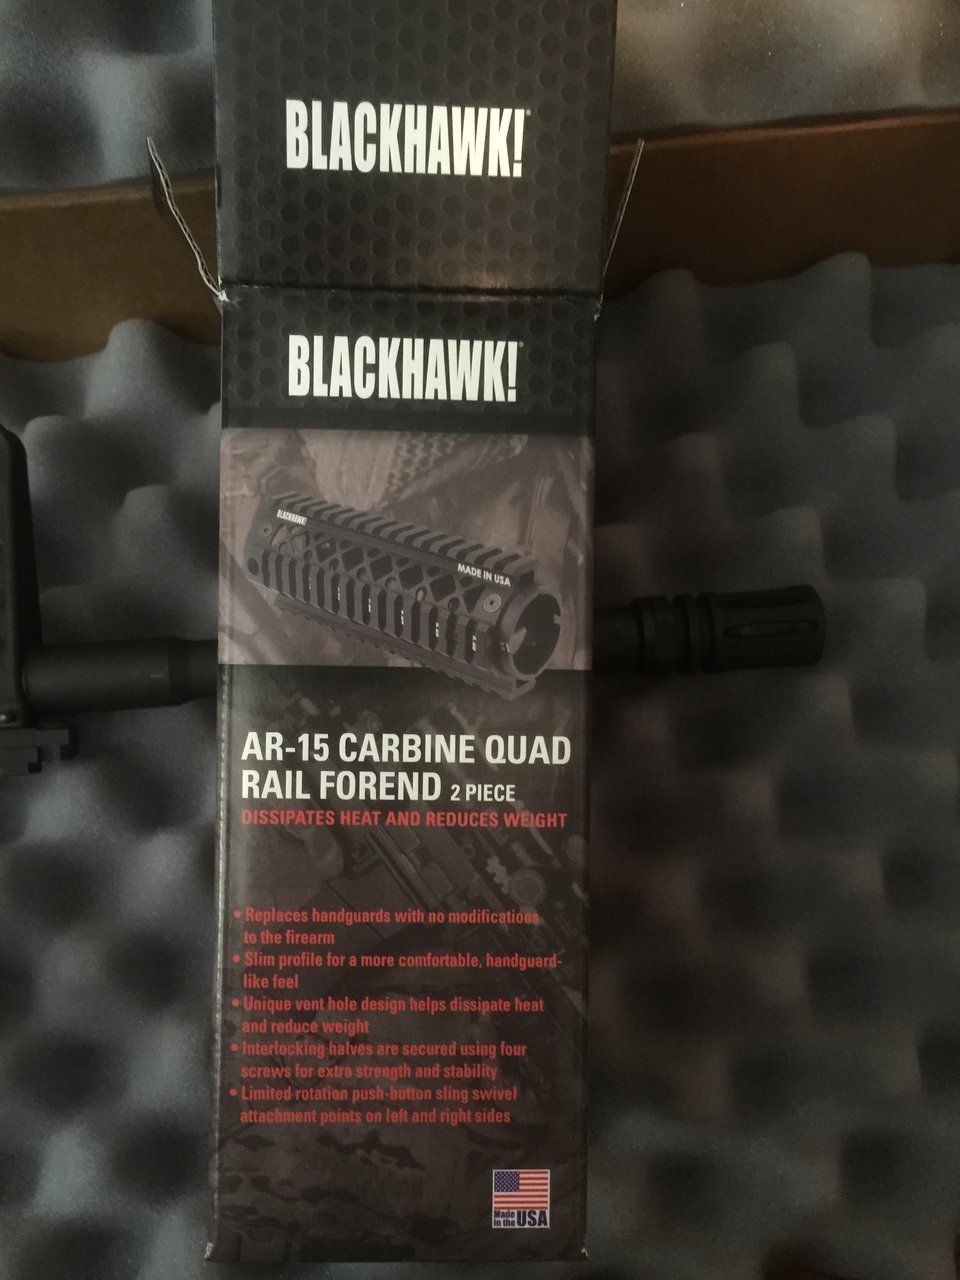 BLACKHAWK!
BLACKHAWK!
BLACKHAWK!
MADE IN USA
AR-15 CARBINE QUAD
RAIL FOREND 2 PIECE
DISSIPATES HEAT AND REDUCES WEIGHT
• Replaces handguards with no modifications
to the firearm
• Slim profile for a more comfortable, handguard-
like feel
• Unique vent hole design helps dissipate heat
and reduce weight
• Interlocking halves are secured using four
screws for extra strength and stability
• Limited rotation push-button sling swivel
attachment points on left and right sides
Made
in the USA